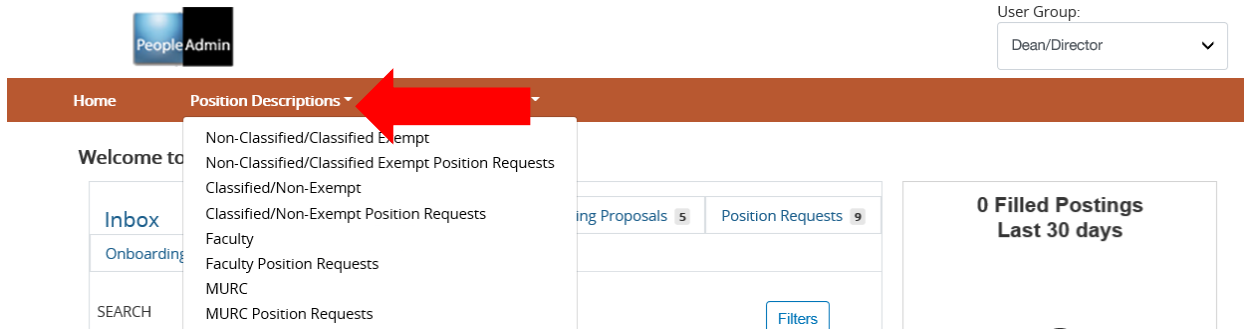 User Group:
PeopleAdmin
Dean/Director
Home Position Descriptions
Non-Classified/Classified Exempt
Welcome to
Non-Classified/Classified Exempt Position Requests
Classified/Non-Exempt
Inbox
Classified/Non-Exempt Position Requests
ing Proposals 5 Position Requests 9
0 Filled Postings
Last 30 days
Faculty
Onboarding
Faculty Position Requests
MURC
SEARCH
MURC Position Requests
Filters